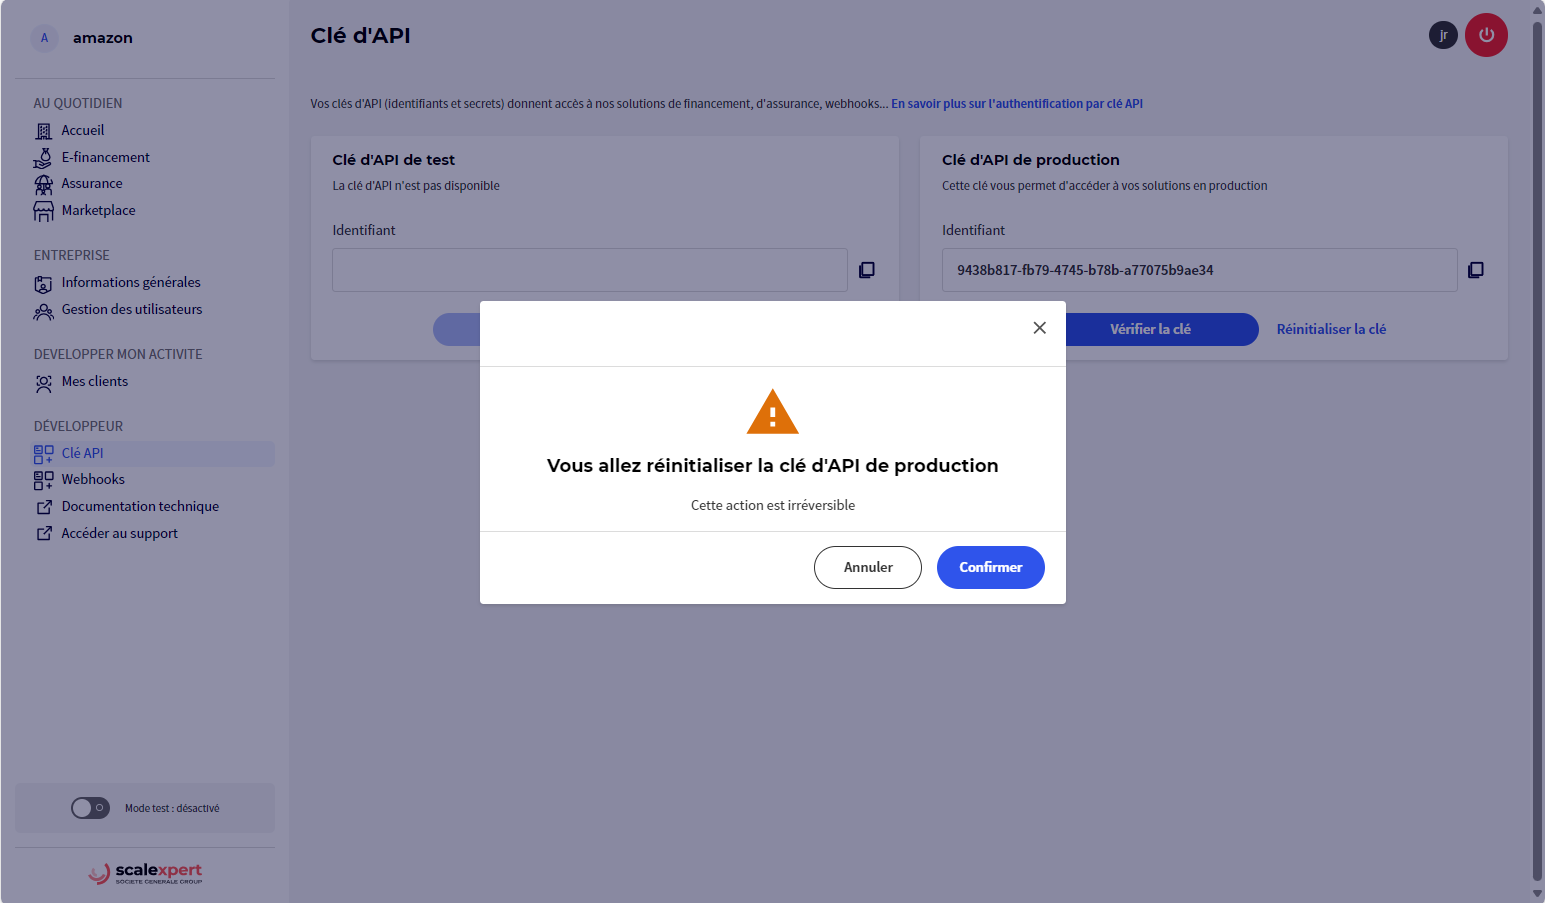 A
amazon
AU QUOTIDIEN
Accueil
E-financement
Assurance
Marketplace
ENTREPRISE
Informations générales
Gestion des utilisateurs
DEVELOPPER MON ACTIVITE
Mes clients
DÉVELOPPEUR
Clé API
Webhooks
Documentation technique
Accéder au support
Mode test : désactivé
scalexpert
SOCIETE GENERALE GROUP
Clé d'API
jr
Vos clés d'API (identifiants et secrets) donnent accès à nos solutions de financement, d'assurance, webhooks... En savoir plus sur l'authentification par clé API
Clé d'API de test
La clé d'API n'est pas disponible
Identifiant
Clé d'API de production
Cette clé vous permet d'accéder à vos solutions en production
Identifiant
9438b817-fb79-4745-b78b-a77075b9ae34
Vérifier la clé
Réinitialiser la clé
Vous allez réinitialiser la clé d'API de production
Cette action est irréversible
Annuler
Confirmer